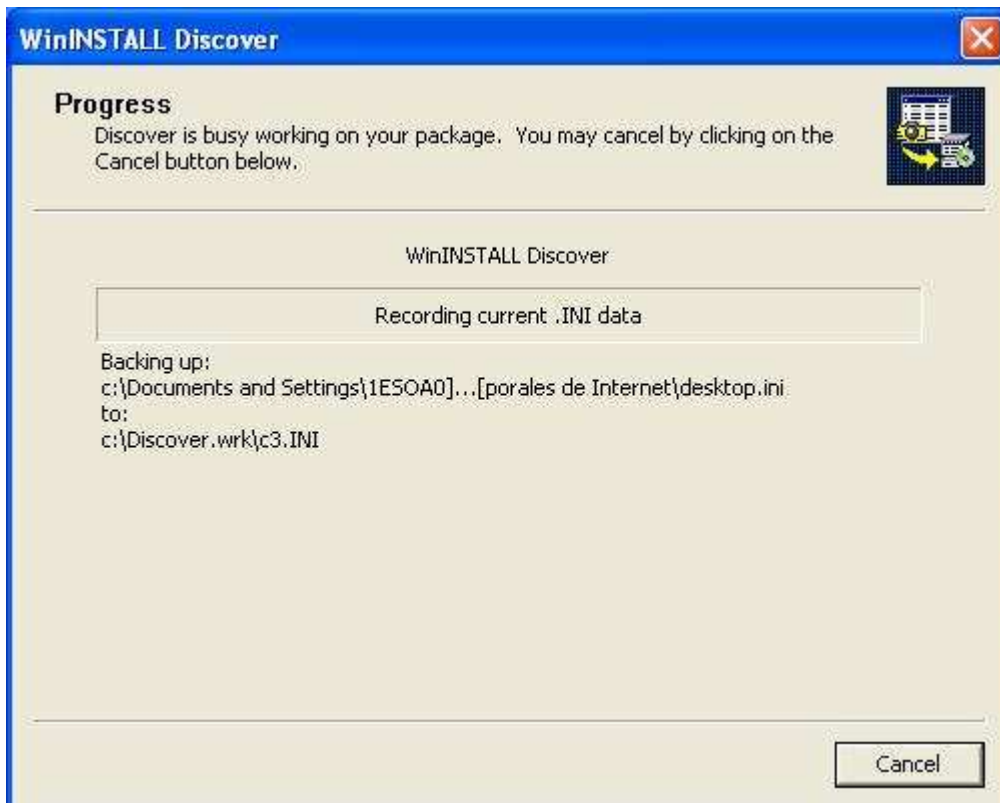 WinINSTALL Discover
Progress
Discover is busy working on your package. You may cancel by clicking on the
Cancel button below.
WinINSTALL Discover
Recording current .INI data
Backing up:
c:\Documents and Settings\1ESOA0]...[porales de Internet\desktop.ini
to:
c:\Discover.wrk\c3.INI
Cancel